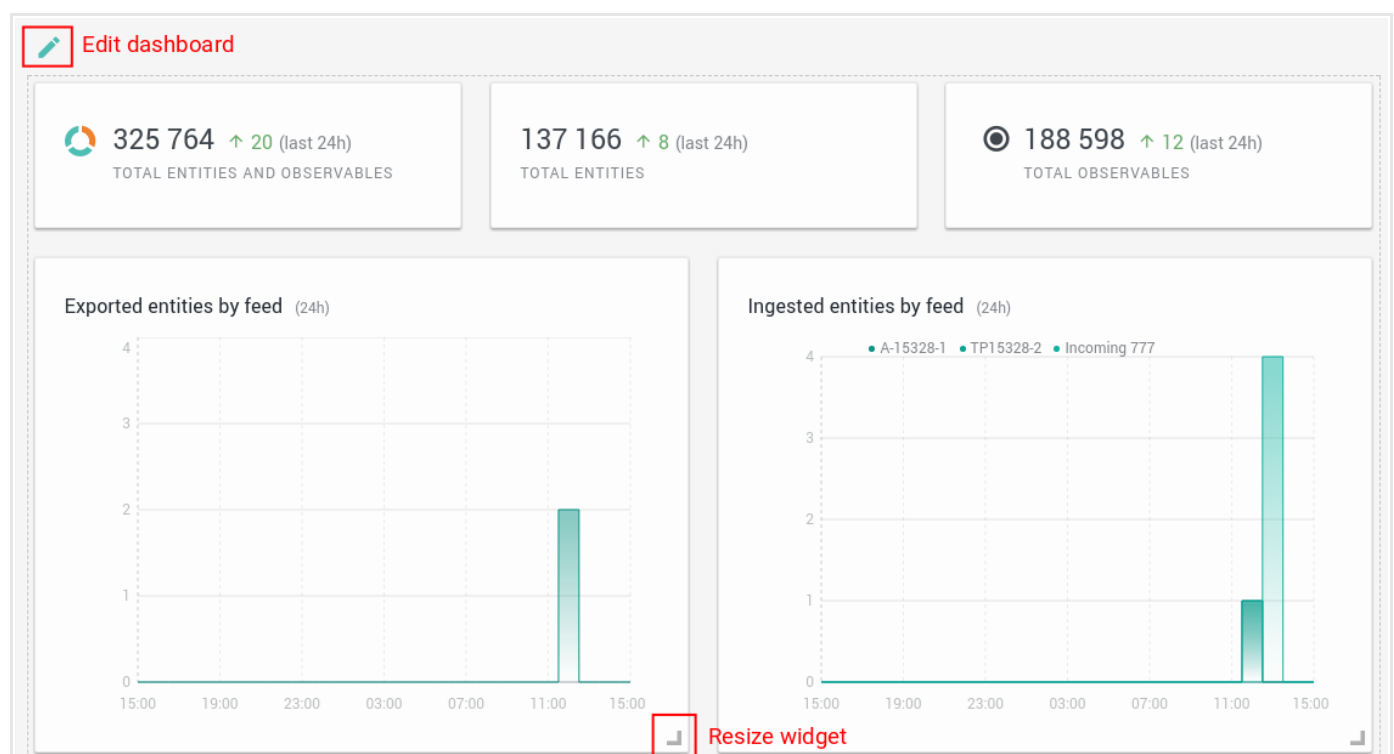 Edit dashboard
325 764 ↑ 20 (last 24h)
TOTAL ENTITIES AND OBSERVABLES
137 166 ↑ 8 (last 24h)
TOTAL ENTITIES
188 598 ↑ 12 (last 24h)
TOTAL OBSERVABLES
Exported entities by feed (24h)
4
3
2
1
0
15:00 19:00 23:00 03:00 07:00 11:00 15:00
Ingested entities by feed (24h)
A-15328-1 TP15328-2 Incoming 777
4
3
2
1
0
15:00 19:00 23:00 03:00 07:00 11:00 15:00
Resize widget